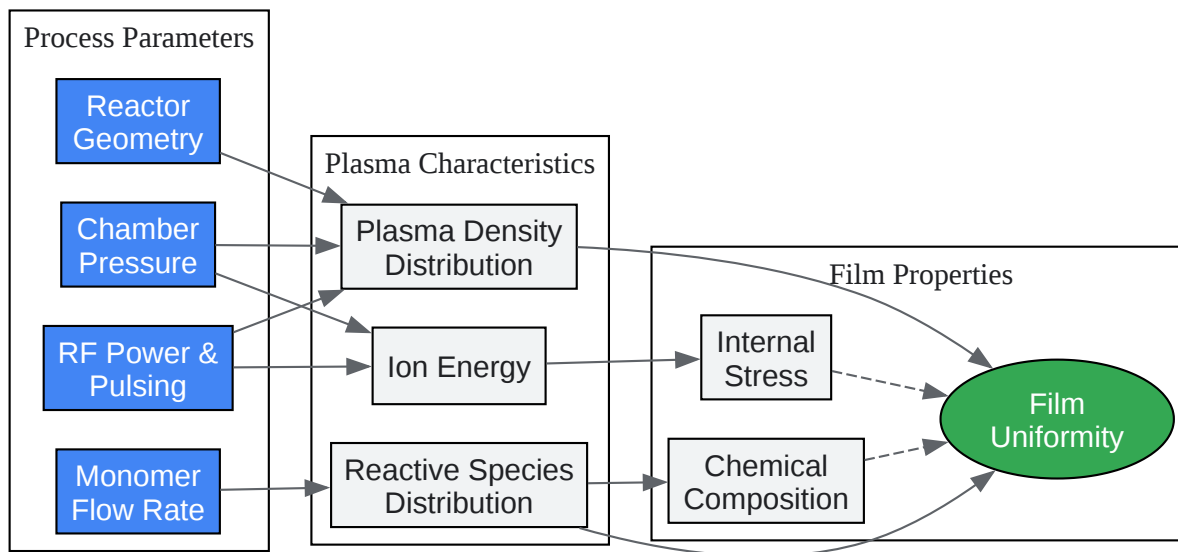 Process Parameters
Reactor
Geometry
Chamber
Pressure
RF Power &
Pulsing
Monomer
Flow Rate
Plasma Characteristics
Plasma Density
Distribution
Ion Energy
Reactive Species
Distribution
Film Properties
Internal
Stress
Chemical
Composition
Film
Uniformity